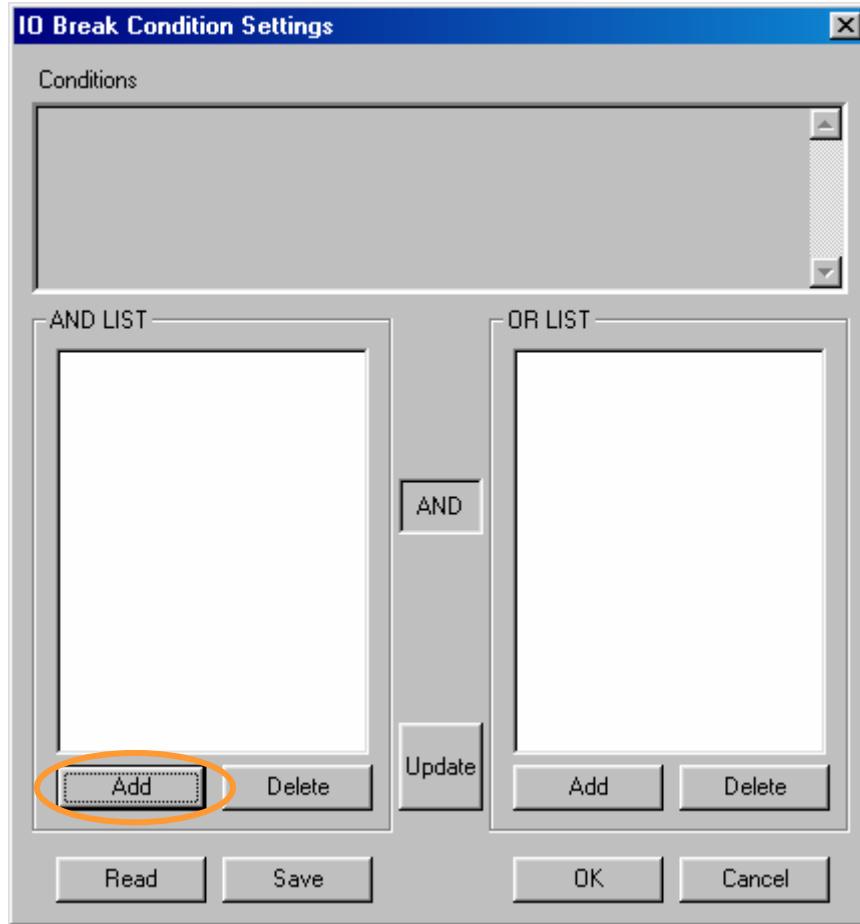 IO Break Condition Settings
Conditions
AND LIST
OR LIST
AND
Update
Add
Delete
Add
Delete
Read
Save
OK
Cancel